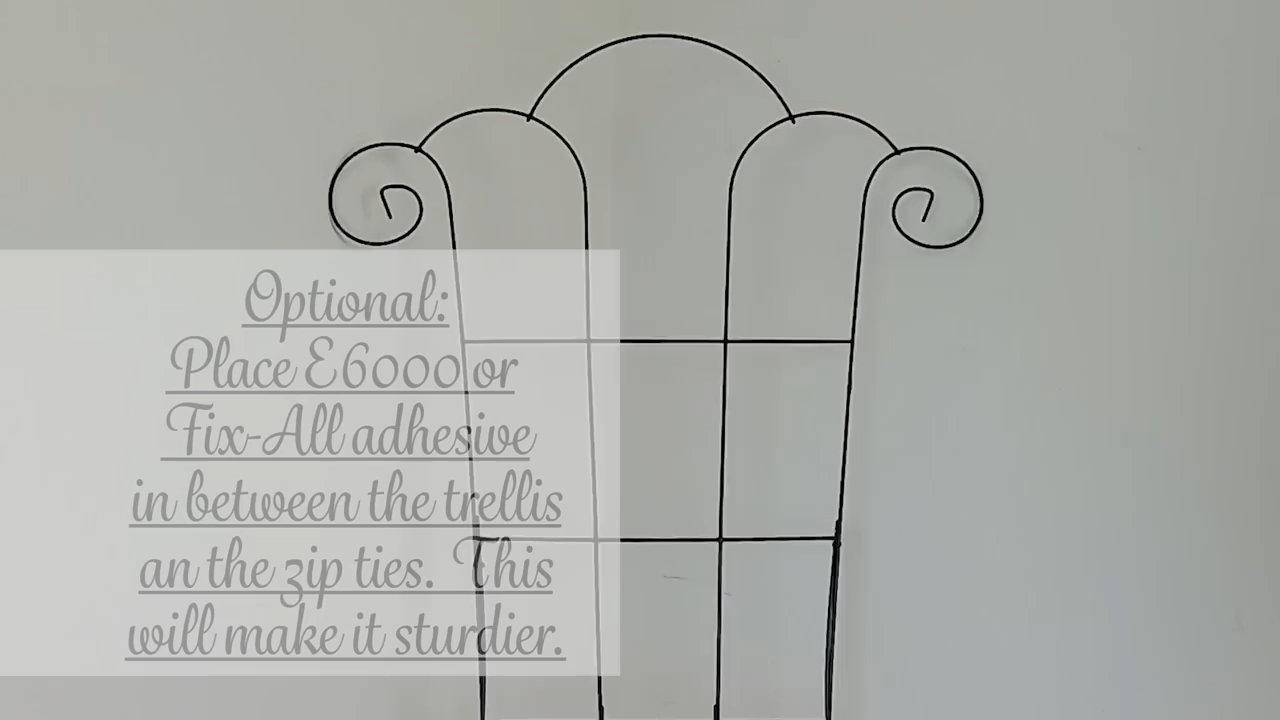 Optional:
Place E6000 or
Fix-All adhesive
in between the trellis
an the zip ties. This
will make it sturdier.